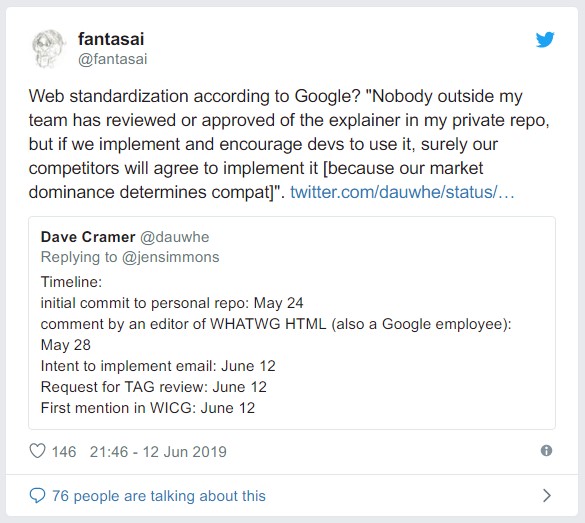 fantasai
@fantasai
Web standardization according to Google? "Nobody outside my
team has reviewed or approved of the explainer in my private repo,
but if we implement and encourage devs to use it, surely our
competitors will agree to implement it [because our market
dominance determines compat]". twitter.com/dauwhe/status/…
Dave Cramer @dauwhe
Replying to @jensimmons
Timeline:
initial commit to personal repo: May 24
comment by an editor of WHATWG HTML (also a Google employee):
May 28
Intent to implement email: June 12
Request for TAG review: June 12
First mention in WICG: June 12
146 21:46 - 12 Jun 2019
76 people are talking about this